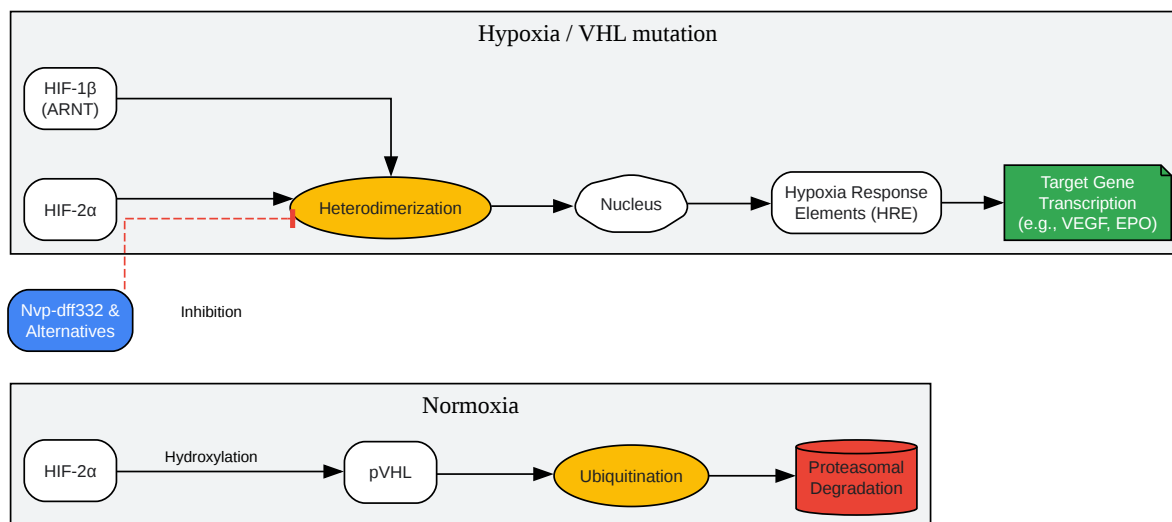 Hypoxia / VHL mutation
HIF-1β
(ARNT)
HIF-2α
Heterodimerization
Nucleus
Hypoxia Response
Elements (HRE)
Target Gene
Transcription
(e.g., VEGF, EPO)
Nvp-dff332 &
Alternatives
Inhibition
Normoxia
HIF-2α
Hydroxylation
pVHL
Ubiquitination
Proteasomal
Degradation